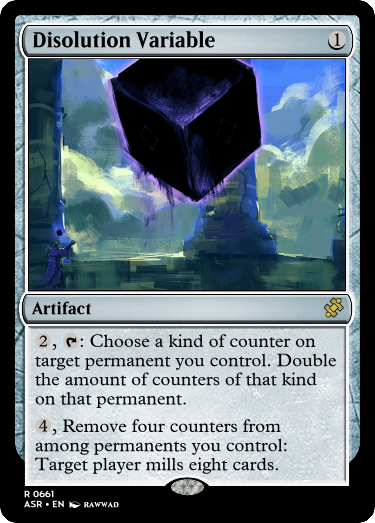 Disolution Variable 1
Artifact
2, T: Choose a kind of counter on
target permanent you control. Double
the amount of counters of that kind
on that permanent.
4, Remove four counters from
among permanents you control:
Target player mills eight cards.
R 0661
ASR • EN RAWWAD